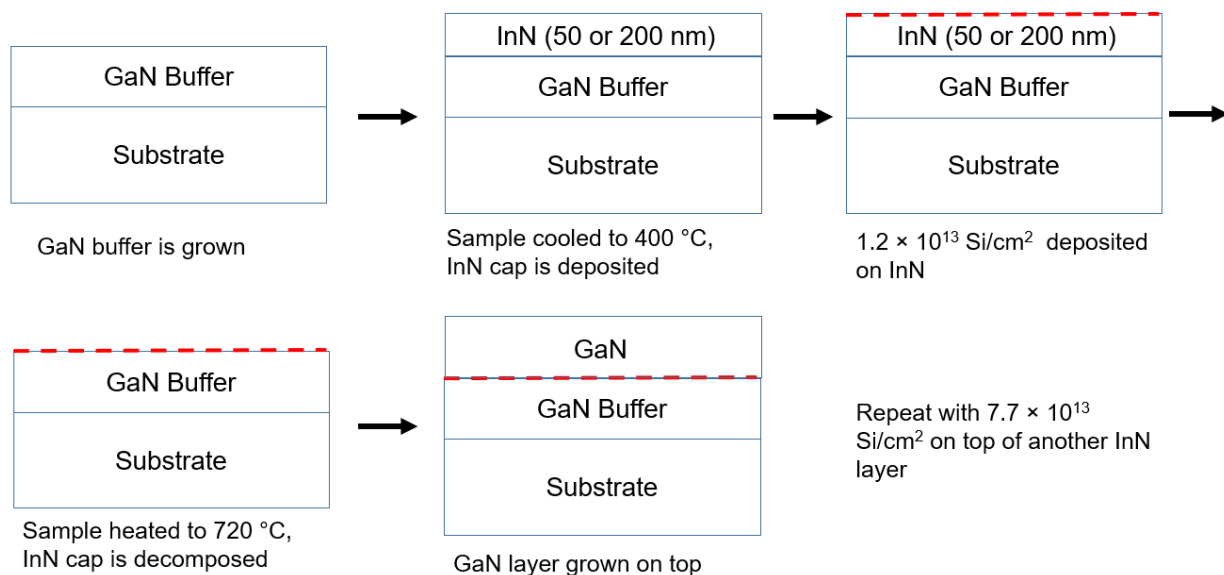 GaN Buffer
Substrate
GaN buffer is grown
InN (50 or 200 nm)
GaN Buffer
Substrate
Sample cooled to 400 °C,
InN cap is deposited
InN (50 or 200 nm)
GaN Buffer
Substrate
1.2 × 10¹³ Si/cm² deposited
on InN
GaN Buffer
Substrate
Sample heated to 720 °C,
InN cap is decomposed
GaN
GaN Buffer
Substrate
GaN layer grown on top
Repeat with 7.7 × 10¹³
Si/cm² on top of another InN
layer